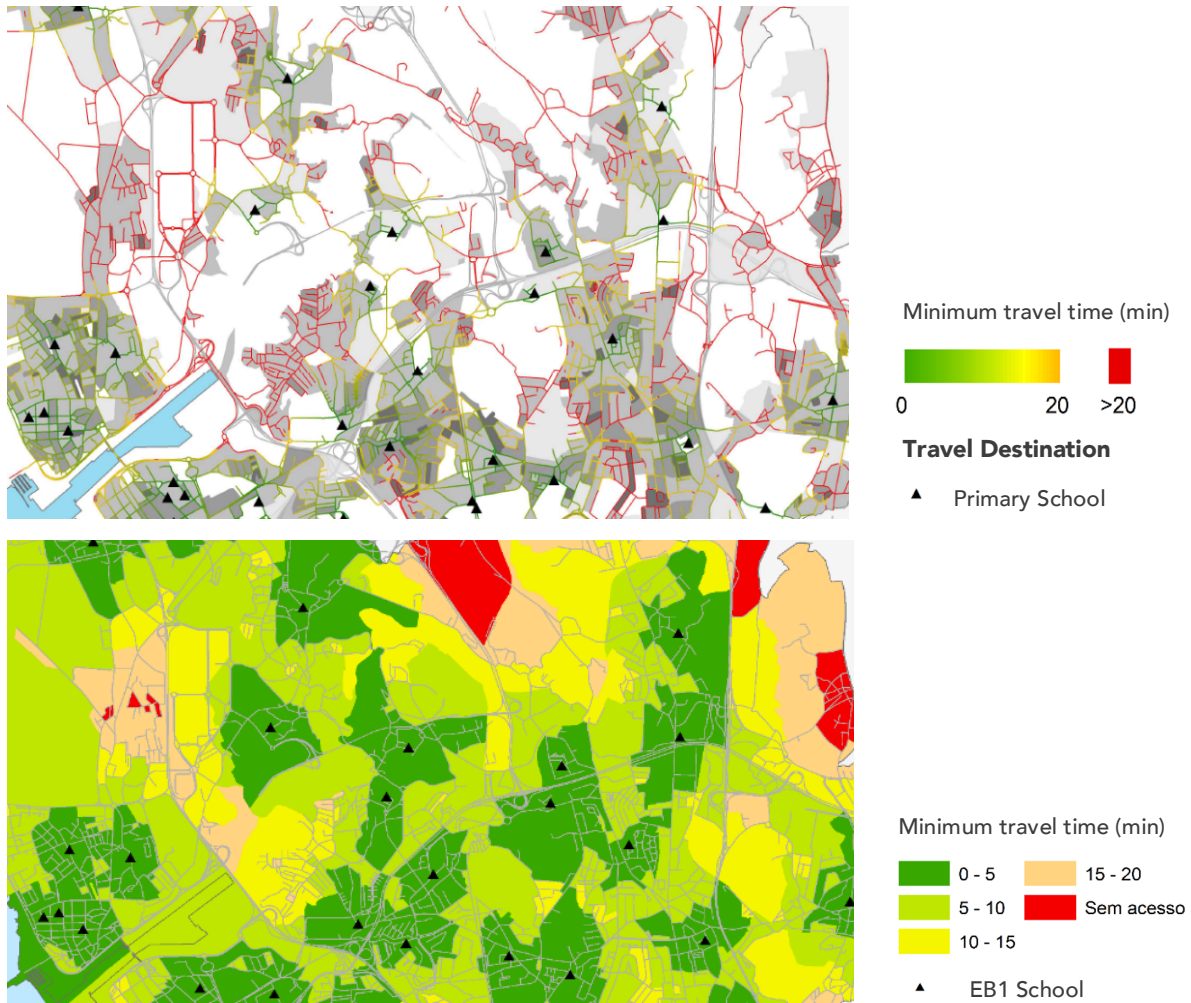 Minimum travel time (min)
0 20 >20
Travel Destination
Primary School
Minimum travel time (min)
0 - 5 15 - 20
5 - 10 Sem acesso
10 - 15
EB1 School